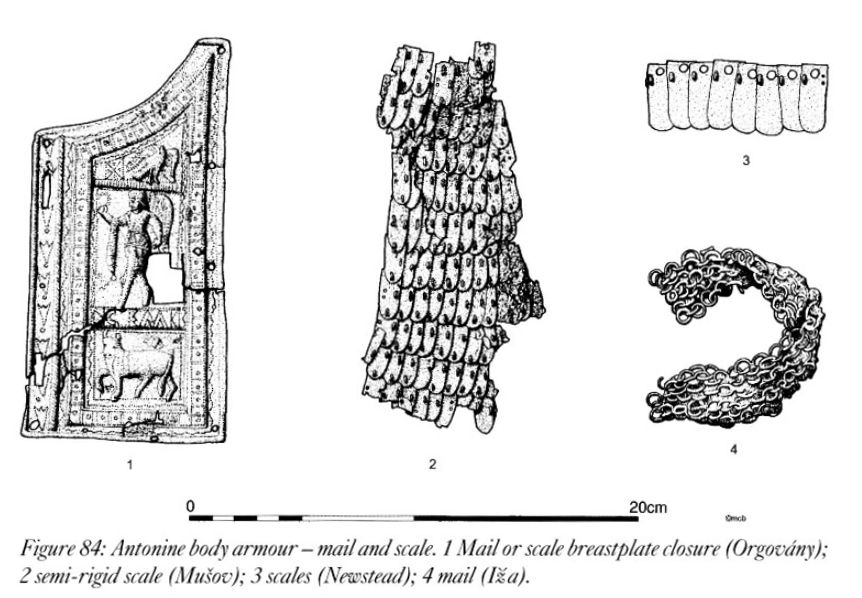 3
1
2
4
0
20cm
©mcb
Figure 84: Antonine body armour – mail and scale. 1 Mail or scale breastplate closure (Orgovány);
2 semi-rigid scale (Mušov); 3 scales (Newstead); 4 mail (Iža).